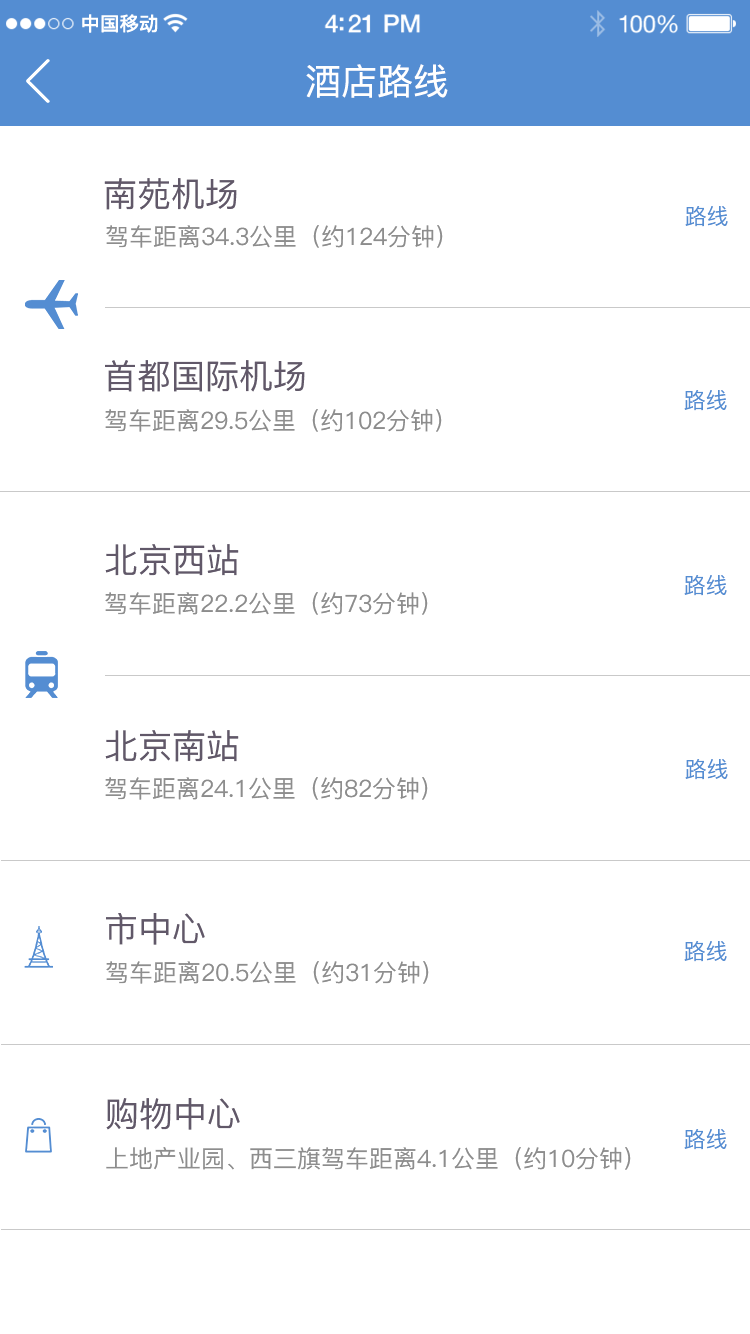 中国移动 4:21 PM 100%
酒店路线
南苑机场
驾车距离34.3公里（约124分钟）
路线
首都国际机场
驾车距离29.5公里（约102分钟）
路线
北京西站
驾车距离22.2公里（约73分钟）
路线
北京南站
驾车距离24.1公里（约82分钟）
路线
市中心
驾车距离20.5公里（约31分钟）
路线
购物中心
上地产业园、西三旗驾车距离4.1公里（约10分钟）
路线